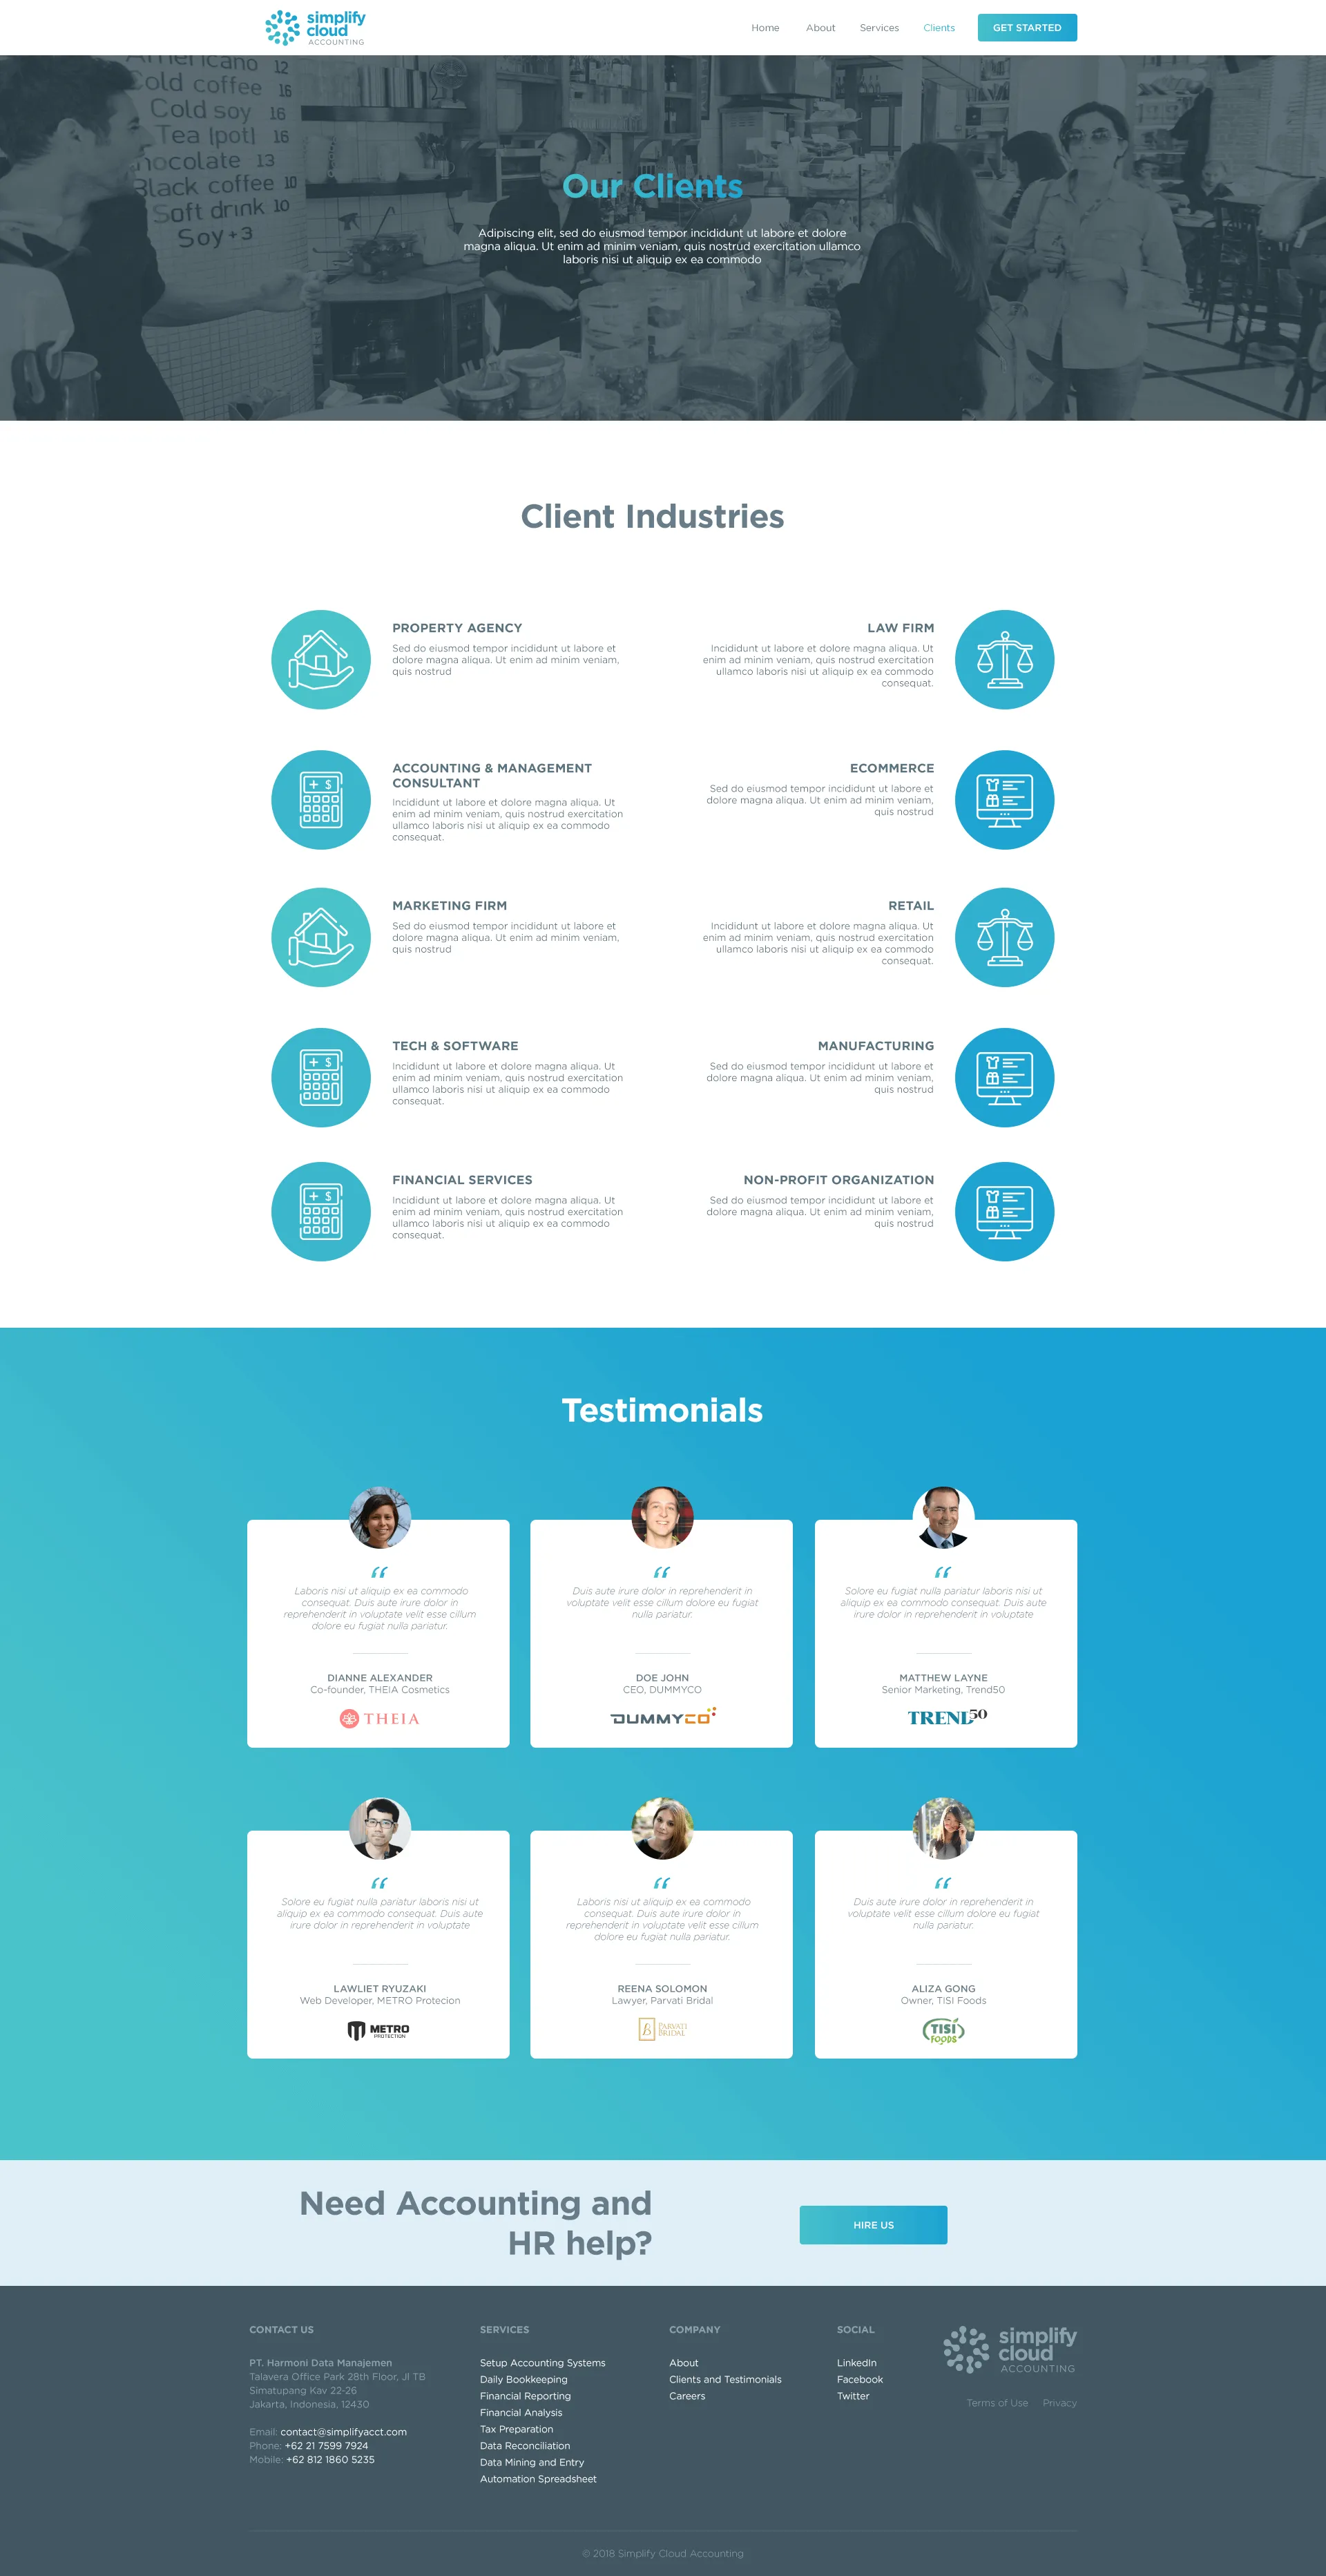 simplify
cloud
ACCOUNTING
Home
About
Services
Clients
GET STARTED
Americano
Cold coffee 12
Cold soy 16
Tea [pot] 16
hocolate 13
Black coffee 10
Soft drink 10
Soy +3
Our Clients
Adipiscing elit, sed do eiusmod tempor incididunt ut labore et dolore
magna aliqua. Ut enim ad minim veniam, quis nostrud exercitation ullamco
laboris nisi ut aliquip ex ea commodo
Client Industries
PROPERTY AGENCY
Sed do eiusmod tempor incididunt ut labore et
dolore magna aliqua. Ut enim ad minim veniam,
quis nostrud
LAW FIRM
Incididunt ut labore et dolore magna aliqua. Ut
enim ad minim veniam, quis nostrud exercitation
ullamco laboris nisi ut aliquip ex ea commodo
consequat.
ACCOUNTING & MANAGEMENT
CONSULTANT
Incididunt ut labore et dolore magna aliqua. Ut
enim ad minim veniam, quis nostrud exercitation
ullamco laboris nisi ut aliquip ex ea commodo
consequat.
ECOMMERCE
Sed do eiusmod tempor incididunt ut labore et
dolore magna aliqua. Ut enim ad minim veniam,
quis nostrud
MARKETING FIRM
Sed do eiusmod tempor incididunt ut labore et
dolore magna aliqua. Ut enim ad minim veniam,
quis nostrud
RETAIL
Incididunt ut labore et dolore magna aliqua. Ut
enim ad minim veniam, quis nostrud exercitation
ullamco laboris nisi ut aliquip ex ea commodo
consequat.
TECH & SOFTWARE
Incididunt ut labore et dolore magna aliqua. Ut
enim ad minim veniam, quis nostrud exercitation
ullamco laboris nisi ut aliquip ex ea commodo
consequat.
MANUFACTURING
Sed do eiusmod tempor incididunt ut labore et
dolore magna aliqua. Ut enim ad minim veniam,
quis nostrud
FINANCIAL SERVICES
Incididunt ut labore et dolore magna aliqua. Ut
enim ad minim veniam, quis nostrud exercitation
ullamco laboris nisi ut aliquip ex ea commodo
consequat.
NON-PROFIT ORGANIZATION
Sed do eiusmod tempor incididunt ut labore et
dolore magna aliqua. Ut enim ad minim veniam,
quis nostrud
Testimonials
“
Laboris nisi ut aliquip ex ea commodo
consequat. Duis aute irure dolor in
reprehenderit in voluptate velit esse cillum
dolore eu fugiat nulla pariatur.
DIANNE ALEXANDER
Co-founder, THEIA Cosmetics
THEIA
“
Duis aute irure dolor in reprehenderit in
voluptate velit esse cillum dolore eu fugiat
nulla pariatur.
DOE JOHN
CEO, DUMMYCO
DUMMYCO
“
Solore eu fugiat nulla pariatur laboris nisi ut
aliquip ex ea commodo consequat. Duis aute
irure dolor in reprehenderit in voluptate
MATTHEW LAYNE
Senior Marketing, Trend50
TREND50
“
Solore eu fugiat nulla pariatur laboris nisi ut
aliquip ex ea commodo consequat. Duis aute
irure dolor in reprehenderit in voluptate
LAWLIET RYUZAKI
Web Developer, METRO Protecion
METRO
PROTECTION
“
Laboris nisi ut aliquip ex ea commodo
consequat. Duis aute irure dolor in
reprehenderit in voluptate velit esse cillum
dolore eu fugiat nulla pariatur.
REENA SOLOMON
Lawyer, Parvati Bridal
B
PARVATI
BRIDAL
“
Duis aute irure dolor in reprehenderit in
voluptate velit esse cillum dolore eu fugiat
nulla pariatur.
ALIZA GONG
Owner, TISI Foods
TISI
FOODS
Need Accounting and
HR help?
HIRE US
CONTACT US
PT. Harmoni Data Manajemen
Talavera Office Park 28th Floor, Jl TB
Simatupang Kav 22-26
Jakarta, Indonesia, 12430
Email: contact@simplifyacct.com
Phone: +62 21 7599 7924
Mobile: +62 812 1860 5235
SERVICES
Setup Accounting Systems
Daily Bookkeeping
Financial Reporting
Financial Analysis
Tax Preparation
Data Reconciliation
Data Mining and Entry
Automation Spreadsheet
COMPANY
About
Clients and Testimonials
Careers
SOCIAL
LinkedIn
Facebook
Twitter
simplify
cloud
ACCOUNTING
Terms of Use
Privacy
© 2018 Simplify Cloud Accounting